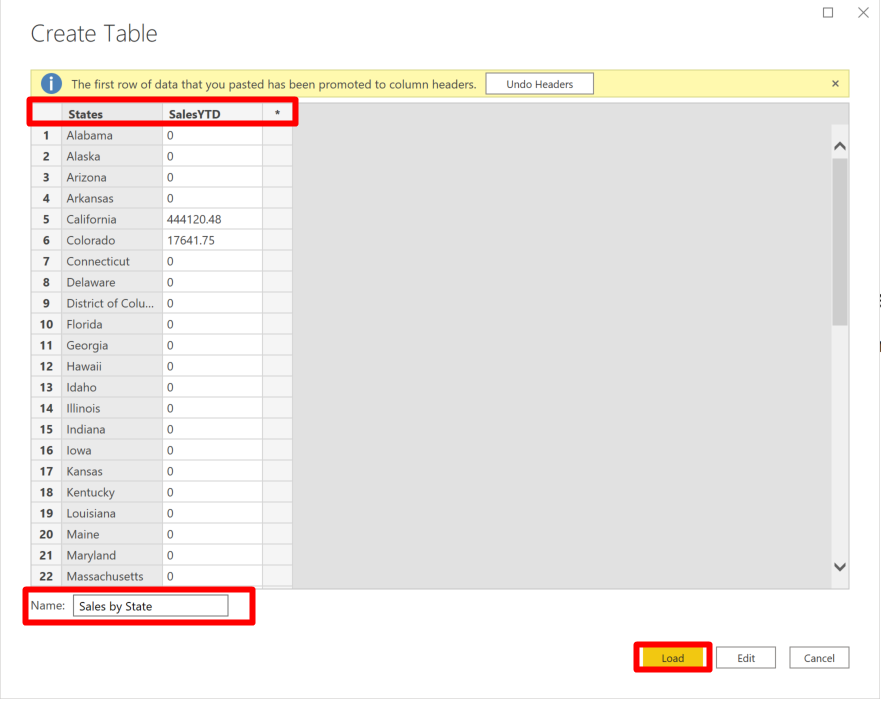 Create Table
The first row of data that you pasted has been promoted to column headers. Undo Headers
States SalesYTD *
1 Alabama 0
2 Alaska 0
3 Arizona 0
4 Arkansas 0
5 California 444120.48
6 Colorado 17641.75
7 Connecticut 0
8 Delaware 0
9 District of Colu... 0
10 Florida 0
11 Georgia 0
12 Hawaii 0
13 Idaho 0
14 Illinois 0
15 Indiana 0
16 Iowa 0
17 Kansas 0
18 Kentucky 0
19 Louisiana 0
20 Maine 0
21 Maryland 0
22 Massachusetts 0
Name: Sales by State
Load Edit Cancel